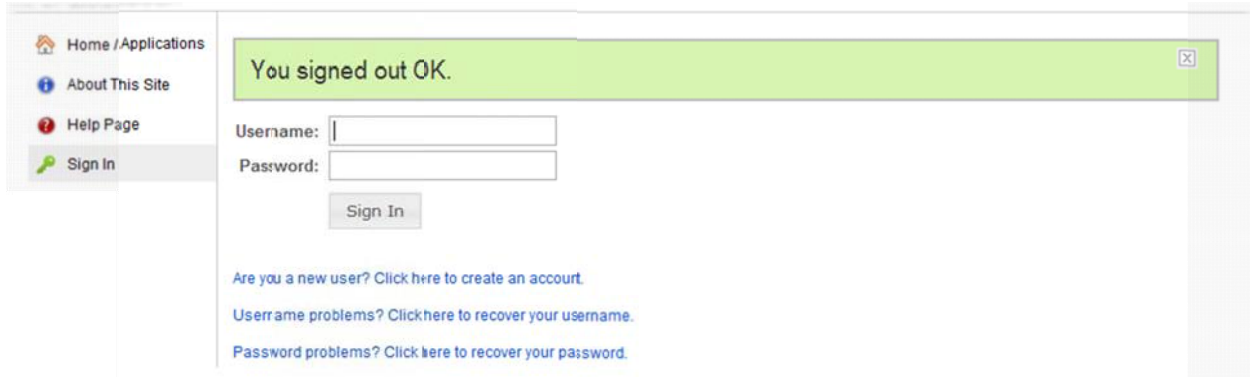 Home / Applications
About This Site
Help Page
Sign In
You signed out OK.
Username:
Password:
Sign In
Are you a new user? Click here to create an account.
Username problems? Click here to recover your username.
Password problems? Click here to recover your password.